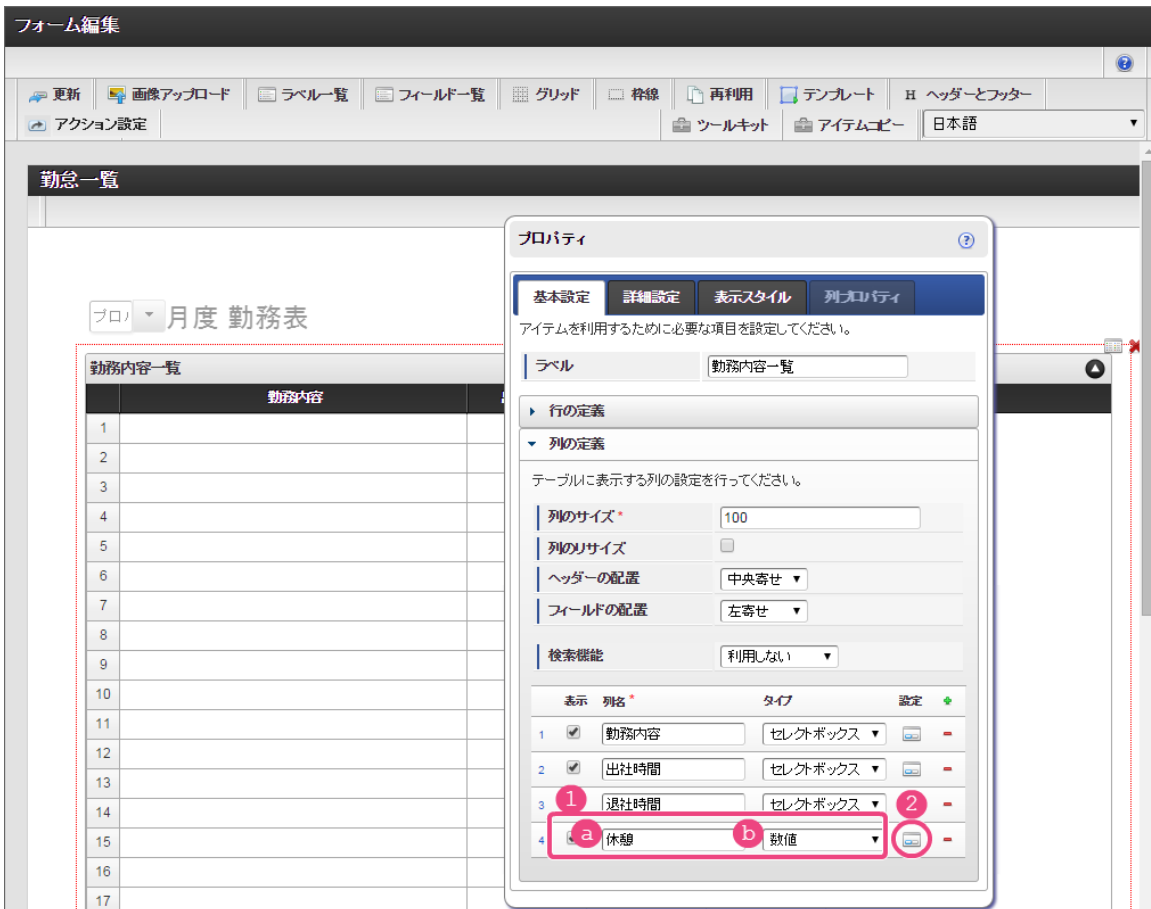 フォーム編集
更新 画像アップロード ラベル一覧 フィールド一覧 グリッド 枠線 再利用 テンプレート H ヘッダーとフッター
アクション設定 ツールキット アイテムコピー 日本語
勤怠一覧
月度 勤務表
勤務内容一覧
勤務内容
1
2
3
4
5
6
7
8
9
10
11
12
13
14
15
16
17
プロパティ
基本設定 詳細設定 表示スタイル 列プロパティ
アイテムを利用するために必要な項目を設定してください。
ラベル 勤務内容一覧
行の定義
列の定義
テーブルに表示する列の設定を行ってください。
列のサイズ* 100
列のリサイズ
ヘッダーの配置 中央寄せ
フィールドの配置 左寄せ
検索機能 利用しない
表示 列名* タイプ 設定
1 勤務内容 セレクトボックス
2 出社時間 セレクトボックス
3 1 退社時間 セレクトボックス 2
4 a 休憩 b 数値